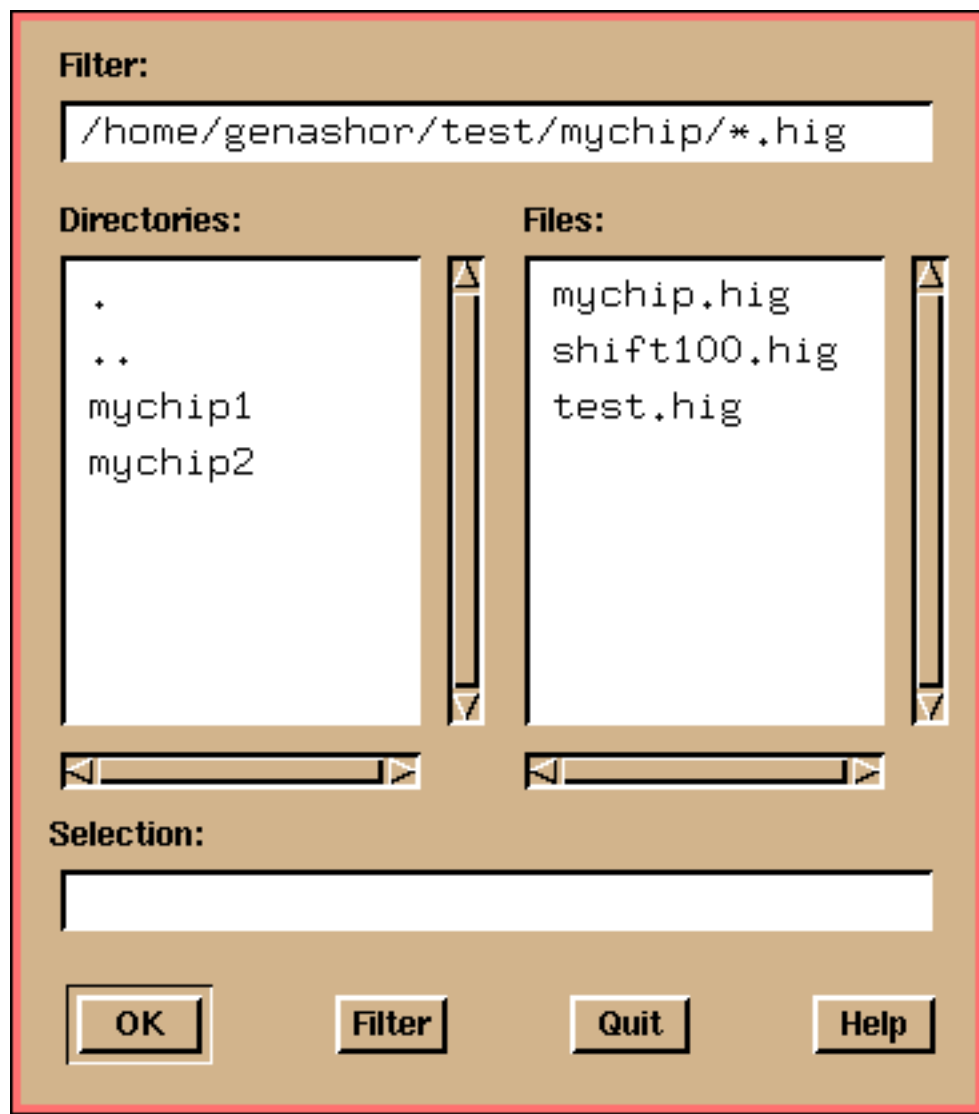 Filter:
/home/genashor/test/mychip/*.hig
Directories:
.
..
mychip1
mychip2
Files:
mychip.hig
shift100.hig
test.hig
Selection:
OK
Filter
Quit
Help